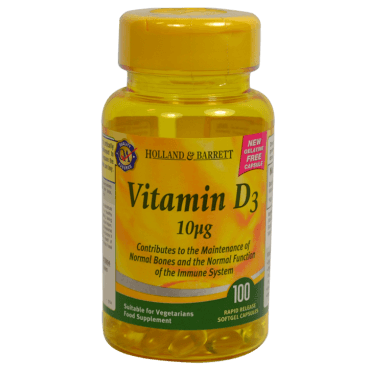 HOLLAND & BARRETT
NEW
GELATINE
FREE
CAPSULE
Vitamin D3
10µg
Contributes to the Maintenance of
Normal Bones and the Normal Function
of the Immune System
100
RAPID RELEASE
SOFTGEL CAPSULES
Suitable for Vegetarians
Food Supplement